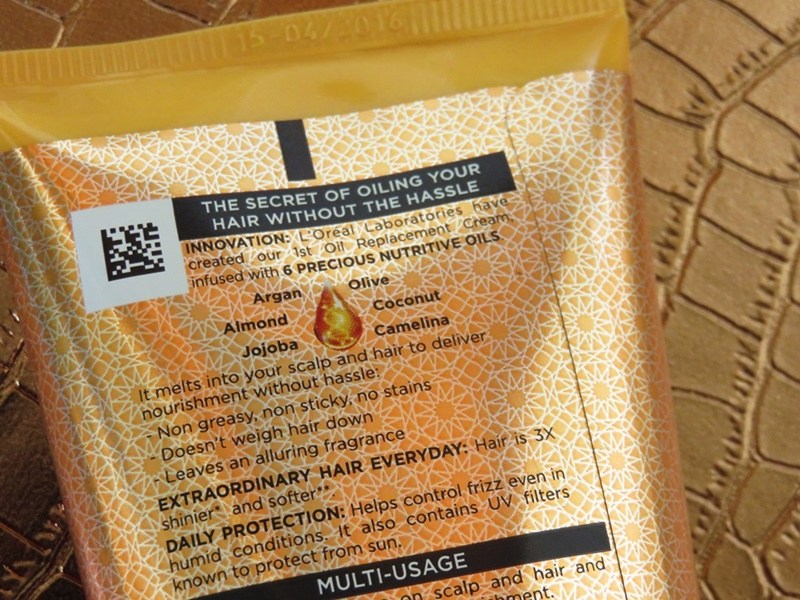 15-04/2014
THE SECRET OF OILING YOUR
HAIR WITHOUT THE HASSLE
INNOVATION: L'Oréal Laboratories have
created our 1st Oil Replacement Cream,
infused with 6 PRECIOUS NUTRITIVE OILS.
Argan Olive
Almond Coconut
Jojoba Camelina
It melts into your scalp and hair to deliver
nourishment without hassle:
- Non greasy, non sticky, no stains
- Doesn't weigh hair down
- Leaves an alluring fragrance
EXTRAORDINARY HAIR EVERYDAY: Hair is 3X
shinier* and softer**.
DAILY PROTECTION: Helps control frizz even in
humid conditions. It also contains UV filters
known to protect from sun.
MULTI-USAGE
on scalp and hair and